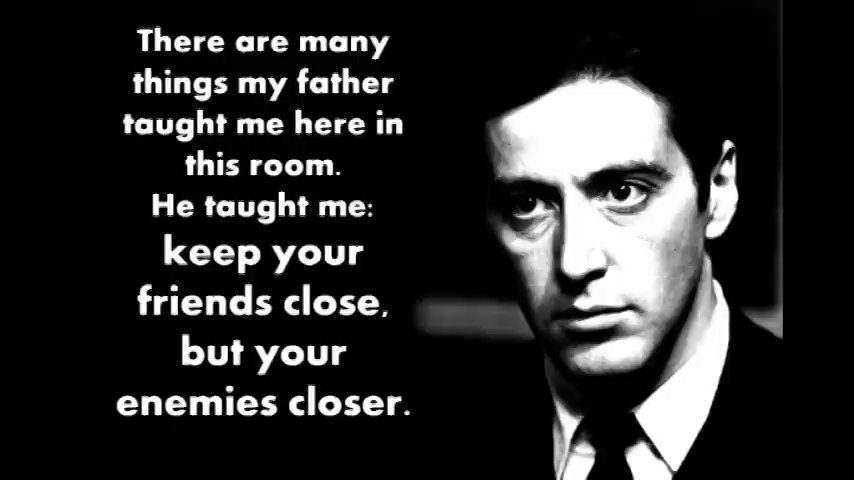 There are many
things my father
taught me here in
this room.
He taught me:
keep your
friends close,
but your
enemies closer.